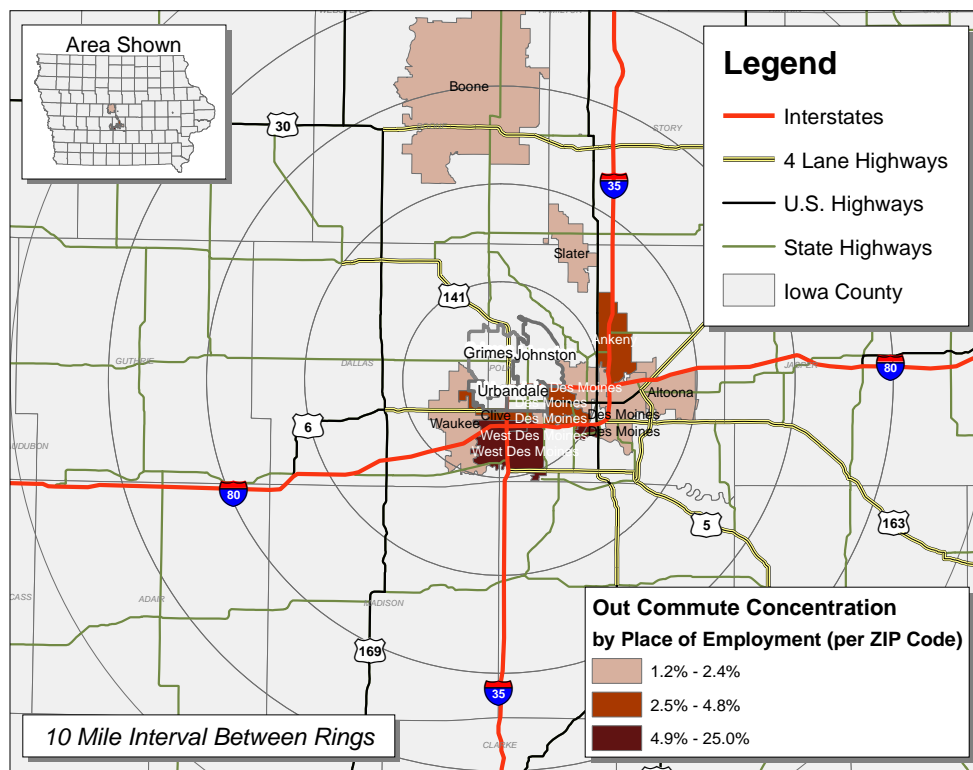 Area Shown
Boone
STORY
30
35
Slater
141
Ankeny
Grimes
Johnston
POLK
GUTHRIE
DALLAS
JASPER
80
Urbandale
Des Moines
Des Moines
Altoona
6
Waukee
Clive
Des Moines
Des Moines
Des Moines
West Des Moines
West Des Moines
80
5
163
CASS
ADAIR
MADISON
169
35
CLARKE
Legend
Interstates
4 Lane Highways
U.S. Highways
State Highways
Iowa County
Out Commute Concentration
by Place of Employment (per ZIP Code)
1.2% - 2.4%
2.5% - 4.8%
4.9% - 25.0%
10 Mile Interval Between Rings